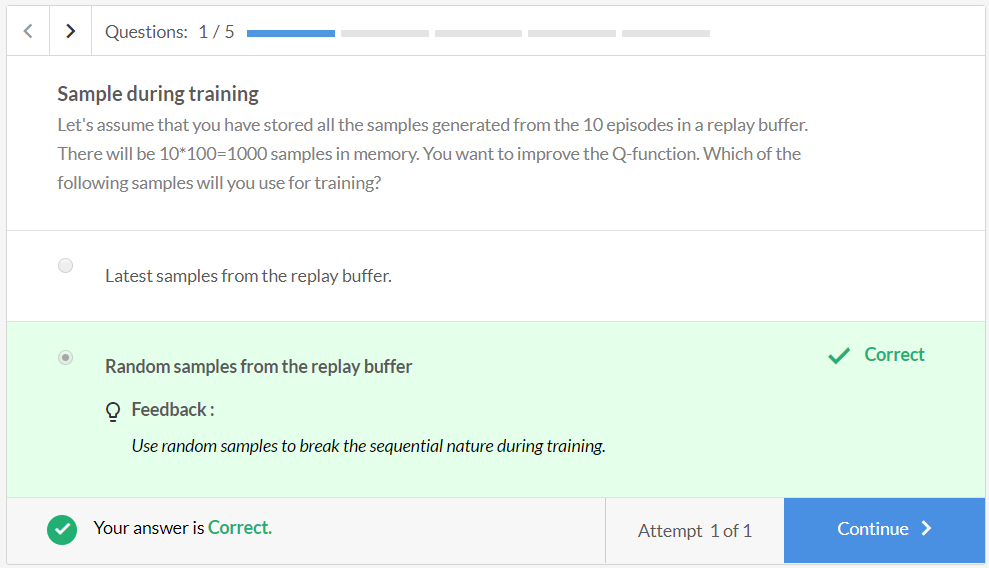 Questions: 1 / 5
Sample during training
Let's assume that you have stored all the samples generated from the 10 episodes in a replay buffer.
There will be 10*100=1000 samples in memory. You want to improve the Q-function. Which of the
following samples will you use for training?
Latest samples from the replay buffer.
Random samples from the replay buffer
Correct
Feedback :
Use random samples to break the sequential nature during training.
Your answer is Correct.
Attempt 1 of 1
Continue